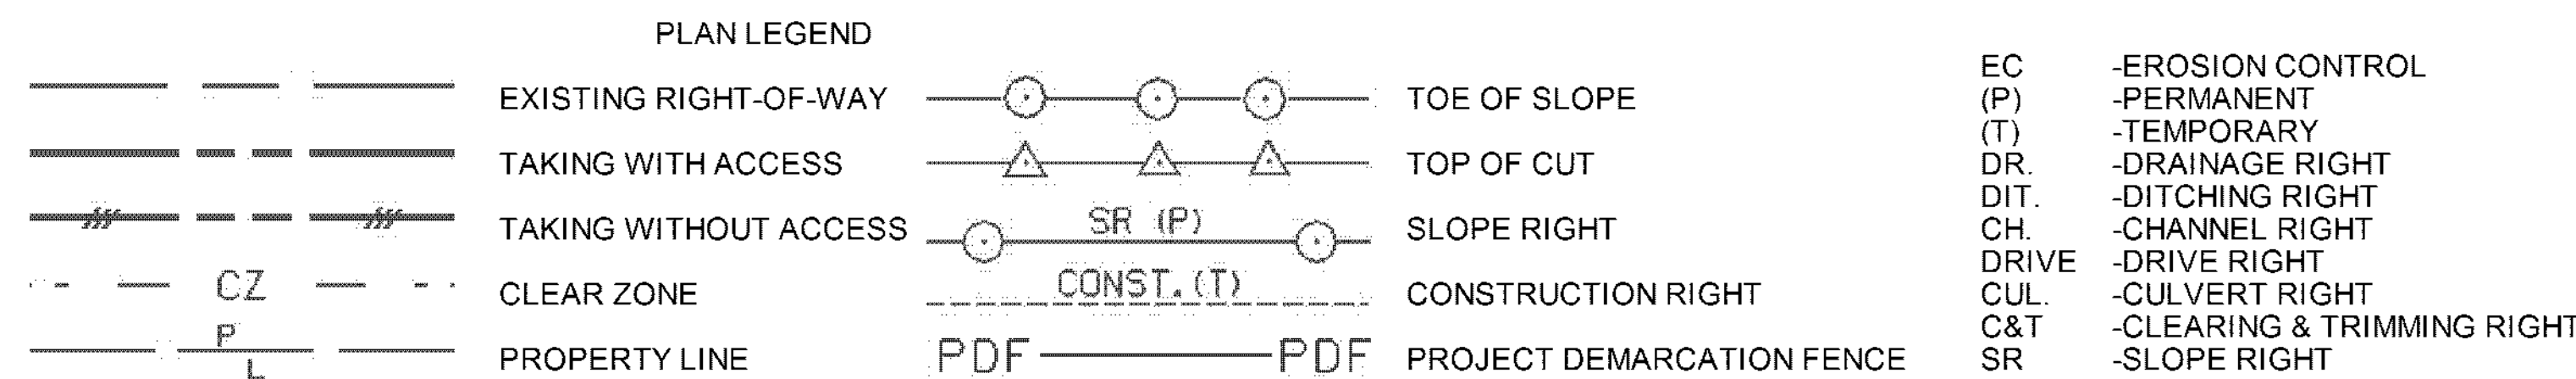 PLAN LEGEND
EXISTING RIGHT-OF-WAY
TAKING WITH ACCESS
TAKING WITHOUT ACCESS
CZ CLEAR ZONE
P L PROPERTY LINE
TOE OF SLOPE
TOP OF CUT
SR (P) SLOPE RIGHT
CONST. (T) CONSTRUCTION RIGHT
PDF PDF PROJECT DEMARCATION FENCE
EC -EROSION CONTROL
(P) -PERMANENT
(T) -TEMPORARY
DR. -DRAINAGE RIGHT
DIT. -DITCHING RIGHT
CH. -CHANNEL RIGHT
DRIVE -DRIVE RIGHT
CUL. -CULVERT RIGHT
C&T -CLEARING & TRIMMING RIGHT
SR -SLOPE RIGHT